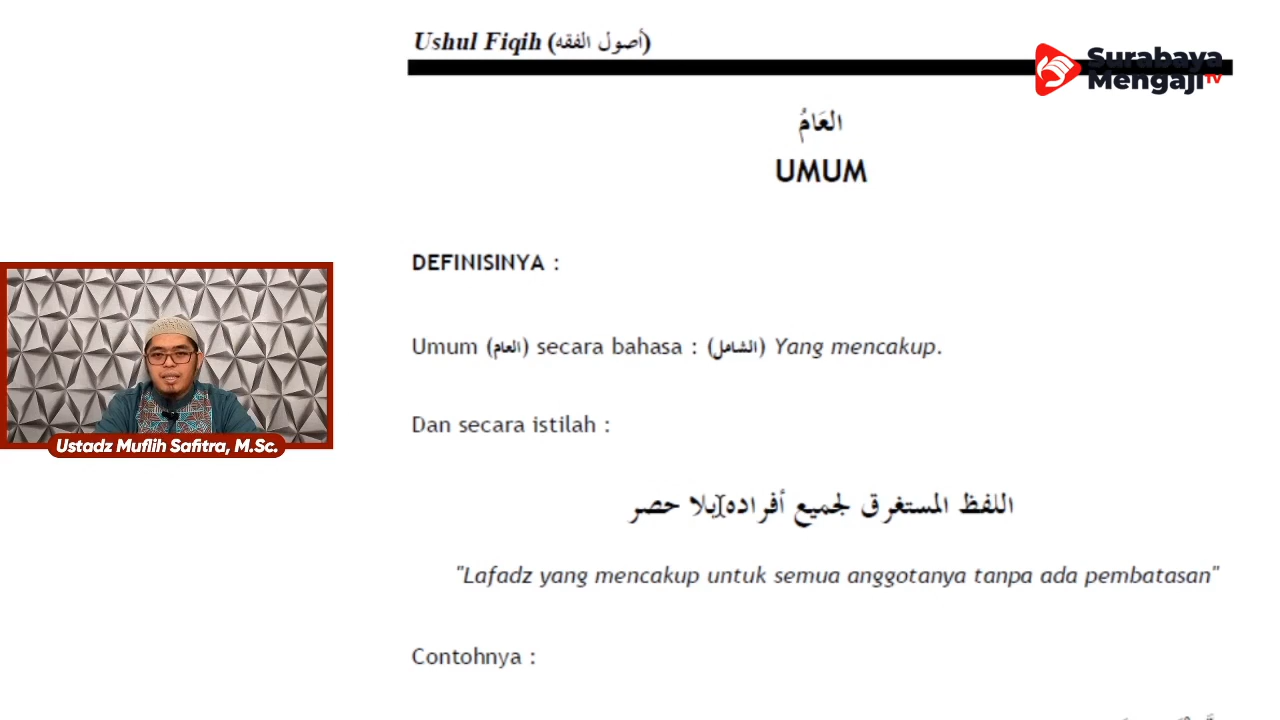 Ushul Fiqih (أصول الفقه)
Surabaya
Mengaji TV
العَامُ
UMUM
DEFINISINYA :
Umum (العام) secara bahasa : (الشامل) Yang mencakup.
Dan secara istilah :
اللفظ المستغرق لجميع أفراده بلا حصر
"Lafadz yang mencakup untuk semua anggotanya tanpa ada pembatasan"
Contohnya :
Ustadz Muflih Safitra, M.Sc.